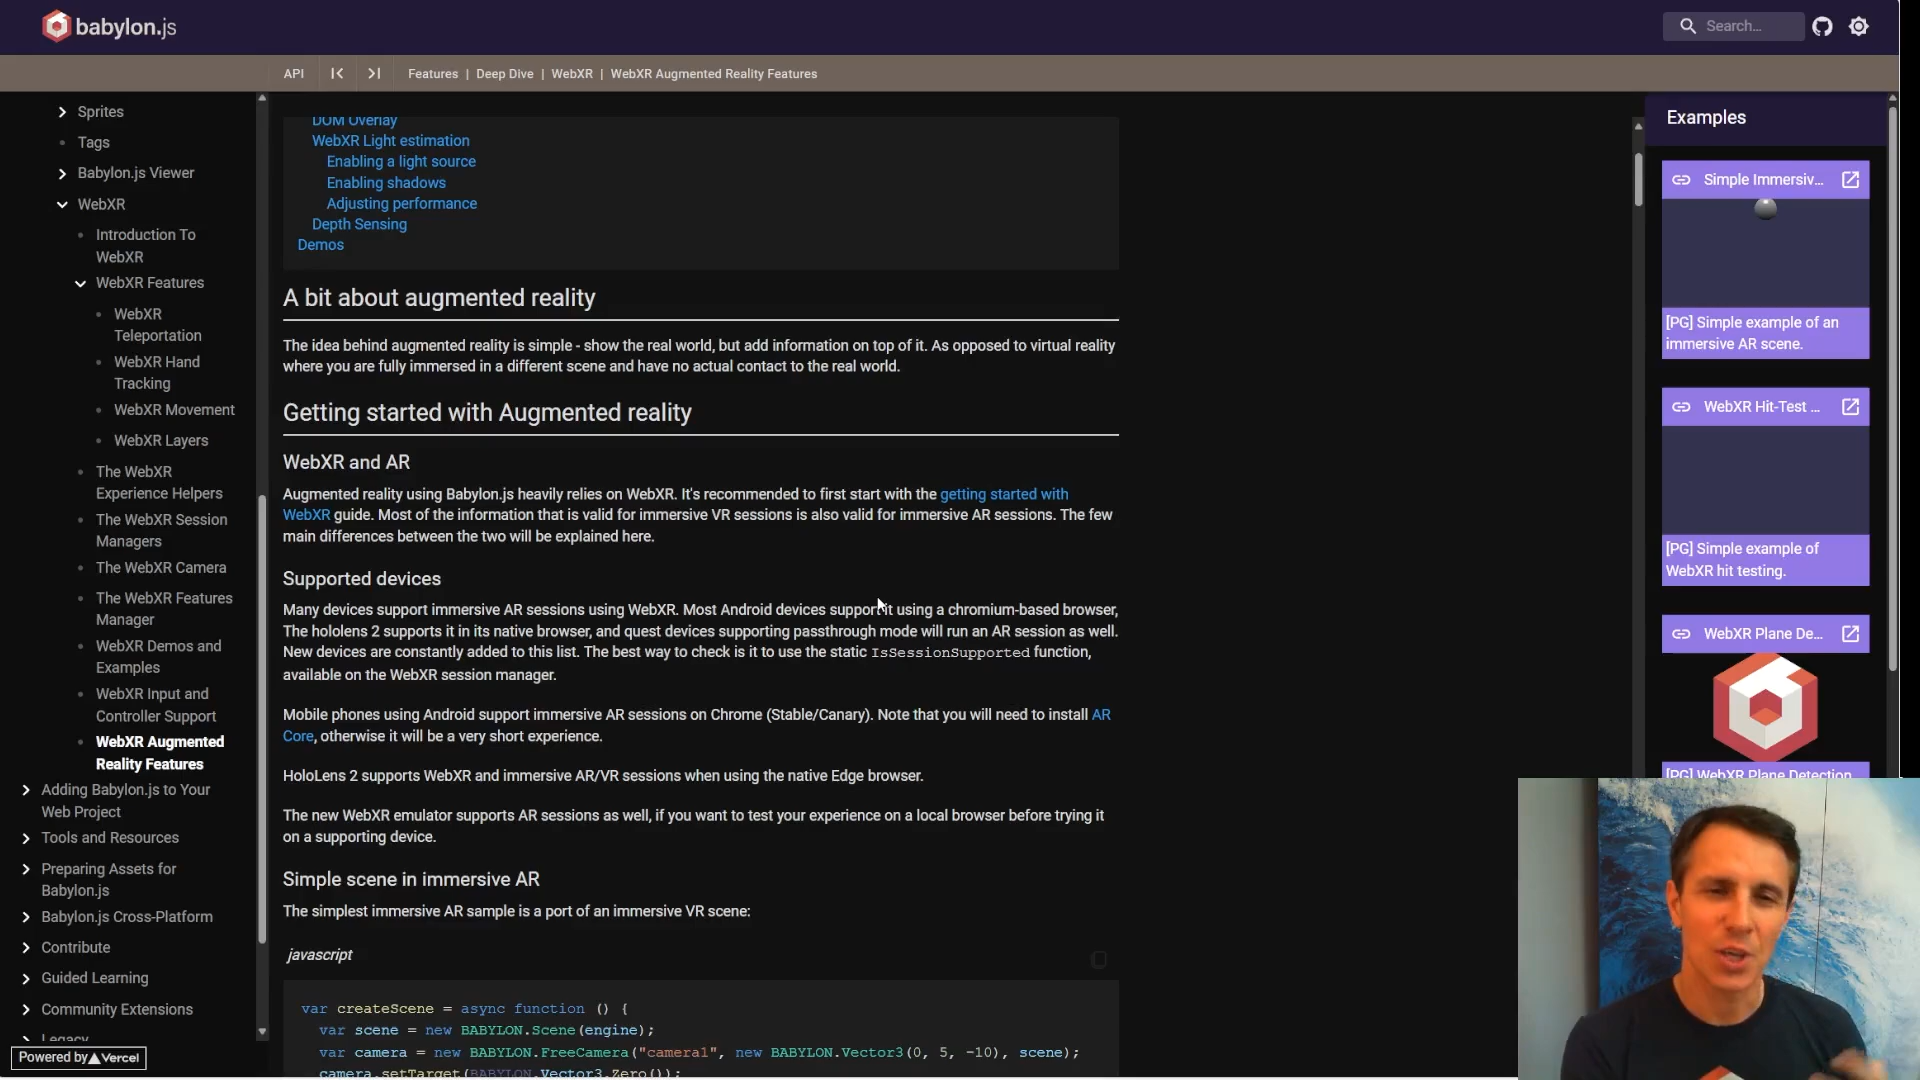 babylon.js
Search...
API
Features | Deep Dive | WebXR | WebXR Augmented Reality Features
Sprites
Tags
Babylon.js Viewer
WebXR
Introduction To
WebXR
WebXR Features
WebXR
Teleportation
WebXR Hand
Tracking
WebXR Movement
WebXR Layers
The WebXR
Experience Helpers
The WebXR Session
Managers
The WebXR Camera
The WebXR Features
Manager
WebXR Demos and
Examples
WebXR Input and
Controller Support
WebXR Augmented
Reality Features
Adding Babylon.js to Your
Web Project
Tools and Resources
Preparing Assets for
Babylon.js
Babylon.js Cross-Platform
Contribute
Guided Learning
Community Extensions
Legacy
Powered by Vercel
DOM Overlay
WebXR Light estimation
Enabling a light source
Enabling shadows
Adjusting performance
Depth Sensing
Demos
A bit about augmented reality
The idea behind augmented reality is simple - show the real world, but add information on top of it. As opposed to virtual reality
where you are fully immersed in a different scene and have no actual contact to the real world.
Getting started with Augmented reality
WebXR and AR
Augmented reality using Babylon.js heavily relies on WebXR. It's recommended to first start with the getting started with
WebXR guide. Most of the information that is valid for immersive VR sessions is also valid for immersive AR sessions. The few
main differences between the two will be explained here.
Supported devices
Many devices support immersive AR sessions using WebXR. Most Android devices support it using a chromium-based browser,
The hololens 2 supports it in its native browser, and quest devices supporting passthrough mode will run an AR session as well.
New devices are constantly added to this list. The best way to check is it to use the static IsSessionSupported function,
available on the WebXR session manager.
Mobile phones using Android support immersive AR sessions on Chrome (Stable/Canary). Note that you will need to install AR
Core, otherwise it will be a very short experience.
HoloLens 2 supports WebXR and immersive AR/VR sessions when using the native Edge browser.
The new WebXR emulator supports AR sessions as well, if you want to test your experience on a local browser before trying it
on a supporting device.
Simple scene in immersive AR
The simplest immersive AR sample is a port of an immersive VR scene:
javascript
var createScene = async function () {
var scene = new BABYLON.Scene(engine);
var camera = new BABYLON.FreeCamera("camera1", new BABYLON.Vector3(0, 5, -10), scene);
camera.setTarget(BABYLON.Vector3.Zero());
Examples
Simple Immersiv...
[PG] Simple example of an
immersive AR scene.
WebXR Hit-Test ...
[PG] Simple example of
WebXR hit testing.
WebXR Plane De...
[PG] WebXR Plane Detection